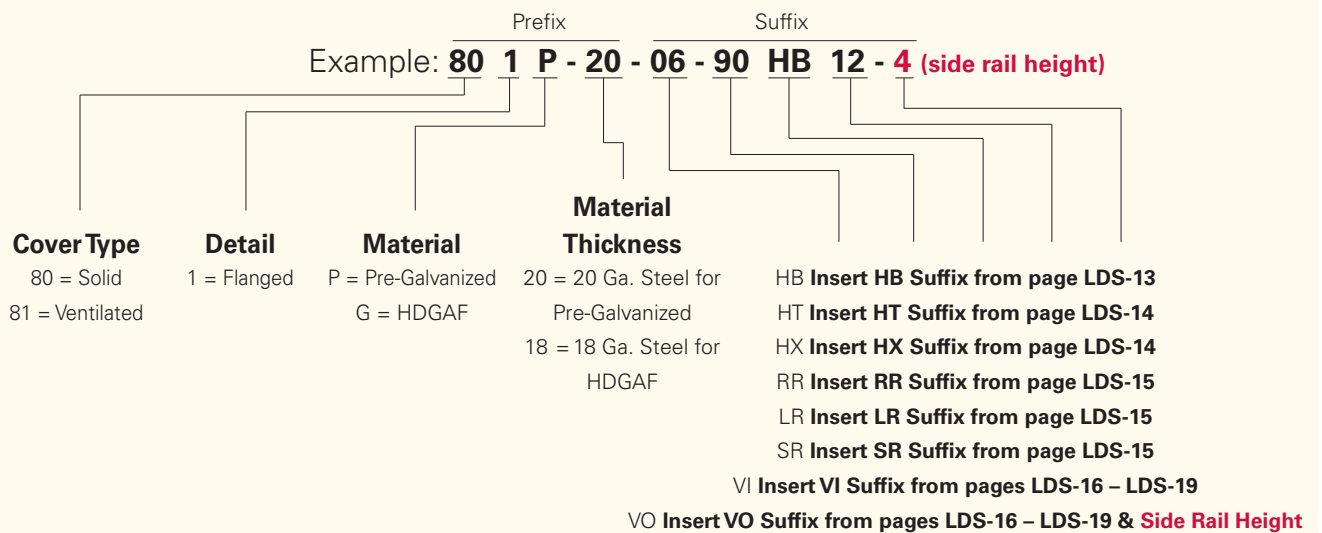 Prefix Suffix
Example: 80 1 P - 20 - 06 - 90 HB 12 - 4 (side rail height)
Cover Type
80 = Solid
81 = Ventilated
Detail
1 = Flanged
Material
P = Pre-Galvanized
G = HDGAF
Material
Thickness
20 = 20 Ga. Steel for
Pre-Galvanized
18 = 18 Ga. Steel for
HDGAF
HB Insert HB Suffix from page LDS-13
HT Insert HT Suffix from page LDS-14
HX Insert HX Suffix from page LDS-14
RR Insert RR Suffix from page LDS-15
LR Insert LR Suffix from page LDS-15
SR Insert SR Suffix from page LDS-15
VI Insert VI Suffix from pages LDS-16 – LDS-19
VO Insert VO Suffix from pages LDS-16 – LDS-19 & Side Rail Height